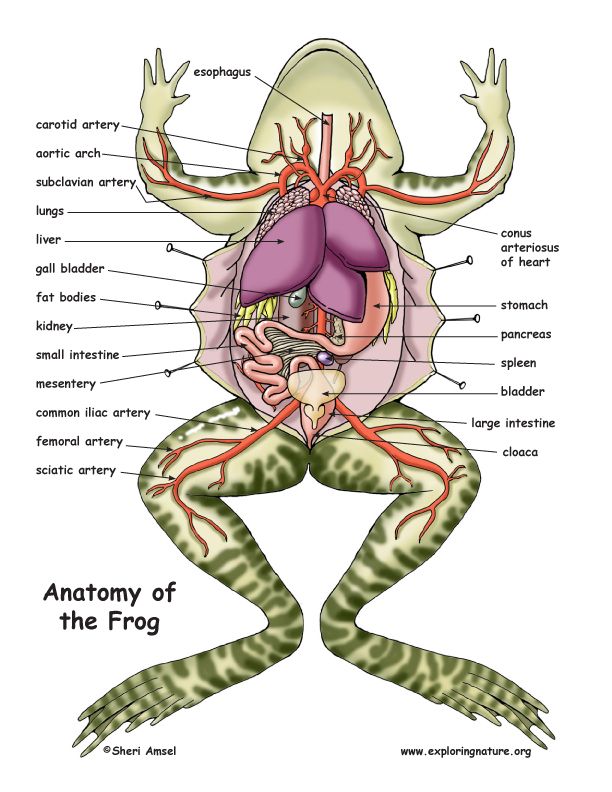 esophagus
carotid artery
aortic arch
subclavian artery
lungs
liver
gall bladder
fat bodies
kidney
small intestine
mesentery
common iliac artery
femoral artery
sciatic artery
conus
arteriosus
of heart
stomach
pancreas
spleen
bladder
large intestine
cloaca
Anatomy of
the Frog
©Sheri Amsel
www.exploringnature.org